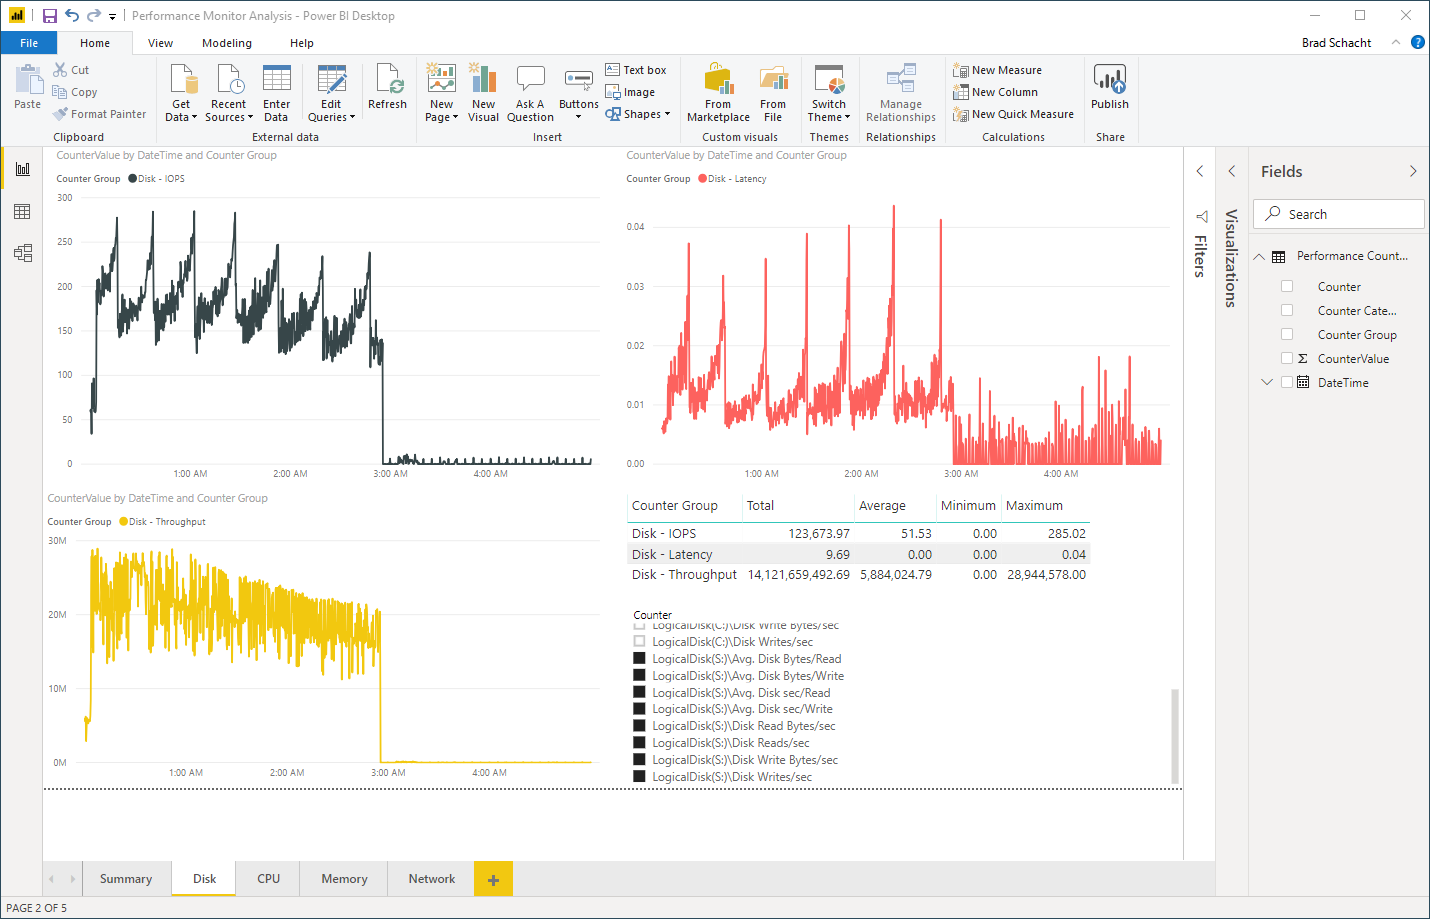 Performance Monitor Analysis - Power BI Desktop
File Home View Modeling Help Brad Schacht ?
Paste
Cut
Copy
Format Painter
Clipboard
Get Data
Recent Sources
Enter Data
Edit Queries
External data
Refresh
New Page
New Visual
Ask A Question
Buttons
Text box
Image
Shapes
Insert
From Marketplace
From File
Custom visuals
Switch Theme
Themes
Manage Relationships
Relationships
New Measure
New Column
New Quick Measure
Calculations
Publish
Share
CounterValue by DateTime and Counter Group
Counter Group Disk - IOPS
300
250
200
150
100
50
0
1:00 AM 2:00 AM 3:00 AM 4:00 AM
CounterValue by DateTime and Counter Group
Counter Group Disk - Latency
0.04
0.03
0.02
0.01
0.00
1:00 AM 2:00 AM 3:00 AM 4:00 AM
CounterValue by DateTime and Counter Group
Counter Group Disk - Throughput
30M
20M
10M
0M
1:00 AM 2:00 AM 3:00 AM 4:00 AM
Counter Group Total Average Minimum Maximum
Disk - IOPS 123,673.97 51.53 0.00 285.02
Disk - Latency 9.69 0.00 0.00 0.04
Disk - Throughput 14,121,659,492.69 5,884,024.79 0.00 28,944,578.00
Counter
LogicalDisk(C:)\Disk Write Bytes/sec
LogicalDisk(C:)\Disk Writes/sec
LogicalDisk(S:)\Avg. Disk Bytes/Read
LogicalDisk(S:)\Avg. Disk Bytes/Write
LogicalDisk(S:)\Avg. Disk sec/Read
LogicalDisk(S:)\Avg. Disk sec/Write
LogicalDisk(S:)\Disk Read Bytes/sec
LogicalDisk(S:)\Disk Reads/sec
LogicalDisk(S:)\Disk Write Bytes/sec
LogicalDisk(S:)\Disk Writes/sec
Filters
Visualizations
Fields
Search
Performance Count...
Counter
Counter Cate...
Counter Group
Σ CounterValue
DateTime
Summary Disk CPU Memory Network +
PAGE 2 OF 5